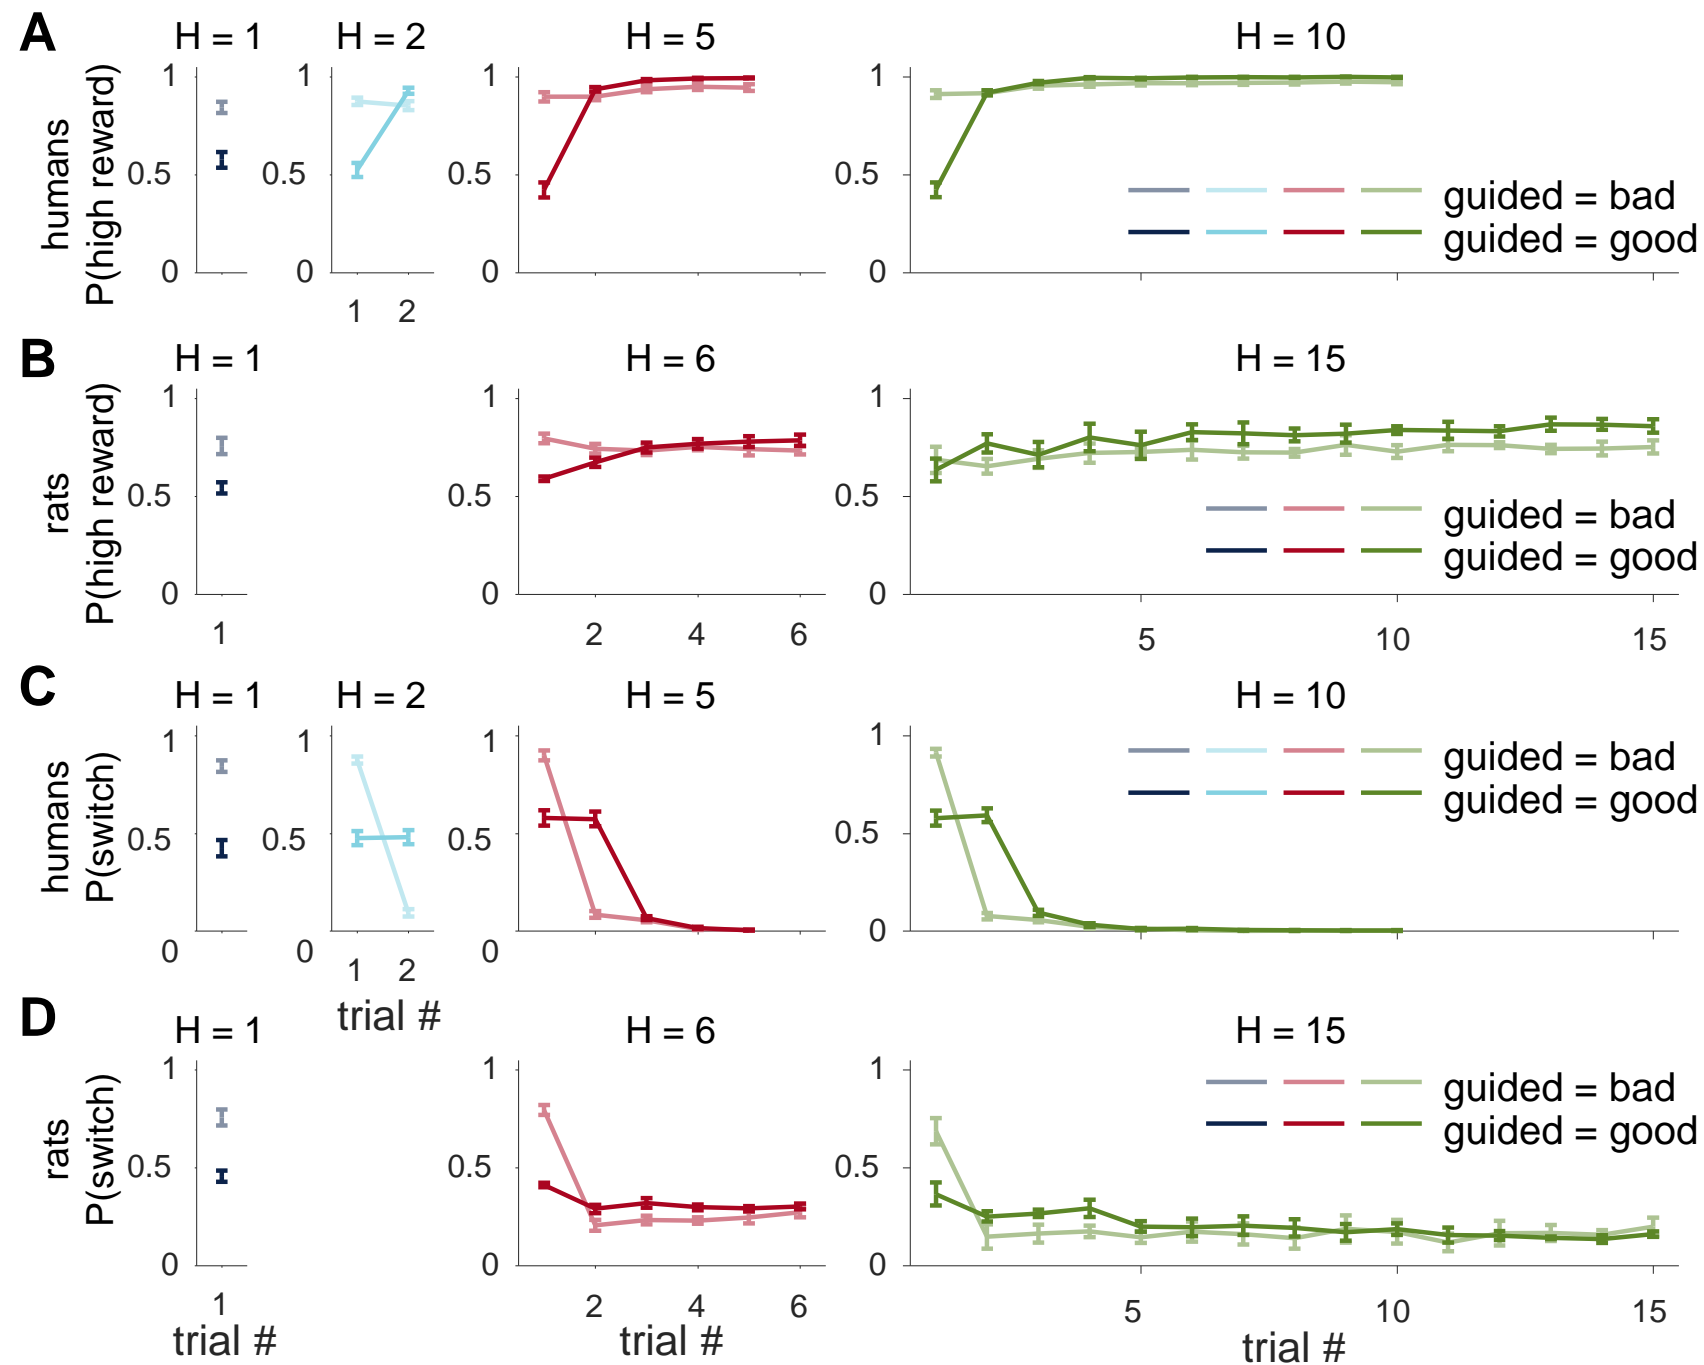 A
H = 1
H = 2
H = 5
H = 10
humans
P(high reward)
1
0.5
0
1
0.5
0
1
0.5
0
1
0.5
0
1 2
guided = bad
guided = good
B
H = 1
H = 6
H = 15
rats
P(high reward)
1
0.5
0
1
0.5
0
1
0.5
0
1
2 4 6
5 10 15
guided = bad
guided = good
C
H = 1
H = 2
H = 5
H = 10
humans
P(switch)
1
0.5
0
1
0.5
0
1
0.5
0
1
0.5
0
1 2
trial #
guided = bad
guided = good
D
H = 1
H = 6
H = 15
rats
P(switch)
1
0.5
0
1
0.5
0
1
0.5
0
1
2 4 6
5 10 15
trial #
trial #
trial #
guided = bad
guided = good